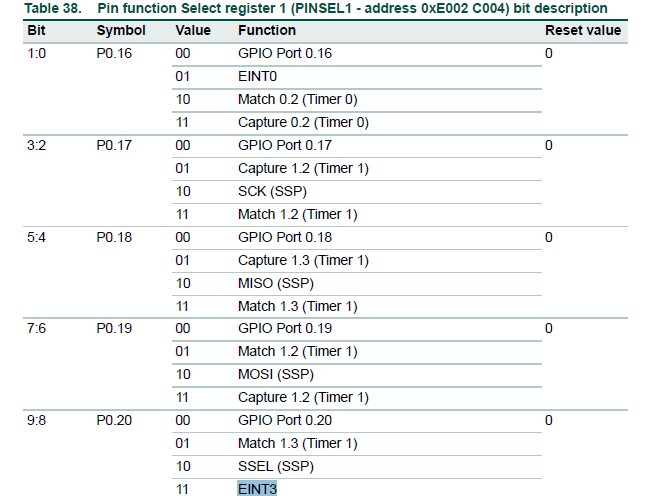 Table 38. Pin function Select register 1 (PINSEL1 - address 0xE002 C004) bit description
Bit Symbol Value Function Reset value
1:0 P0.16 00 GPIO Port 0.16 0
01 EINT0
10 Match 0.2 (Timer 0)
11 Capture 0.2 (Timer 0)
3:2 P0.17 00 GPIO Port 0.17 0
01 Capture 1.2 (Timer 1)
10 SCK (SSP)
11 Match 1.2 (Timer 1)
5:4 P0.18 00 GPIO Port 0.18 0
01 Capture 1.3 (Timer 1)
10 MISO (SSP)
11 Match 1.3 (Timer 1)
7:6 P0.19 00 GPIO Port 0.19 0
01 Match 1.2 (Timer 1)
10 MOSI (SSP)
11 Capture 1.2 (Timer 1)
9:8 P0.20 00 GPIO Port 0.20 0
01 Match 1.3 (Timer 1)
10 SSEL (SSP)
11 EINT3